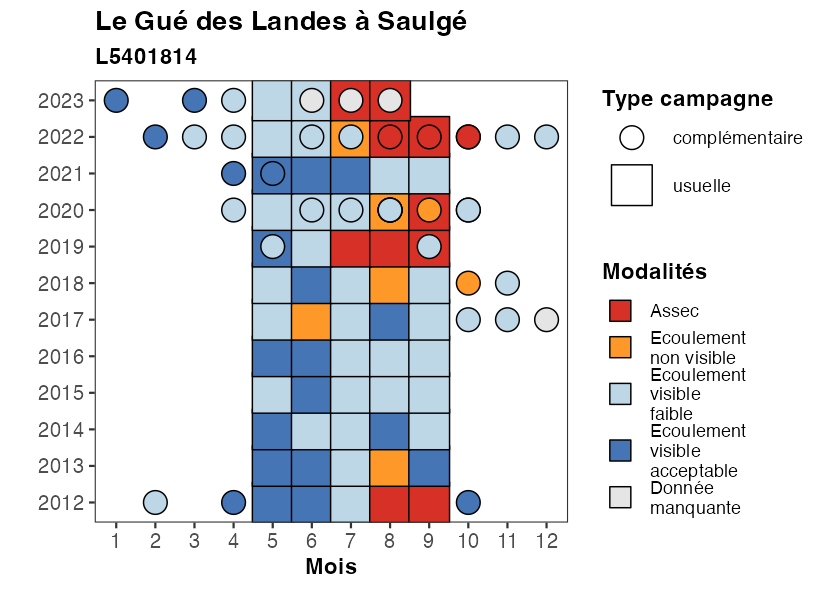 Le Gué des Landes à Saulgé
L5401814
2023
2022
2021
2020
2019
2018
2017
2016
2015
2014
2013
2012
1 2 3 4 5 6 7 8 9 10 11 12
Mois
Type campagne
complémentaire
usuelle
Modalités
Assec
Ecoulement
non visible
Ecoulement
visible
faible
Ecoulement
visible
acceptable
Donnée
manquante